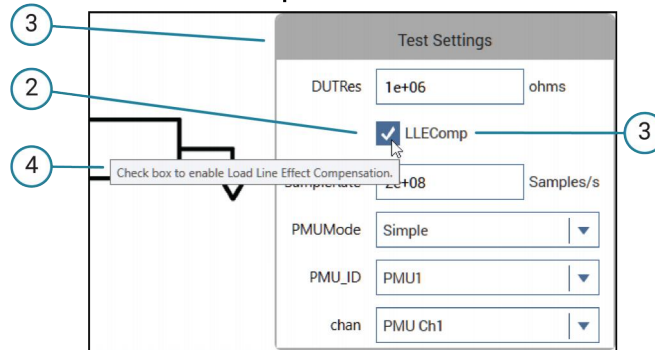 3
Test Settings
DUTRes 1e+06 ohms
2
LLEComp
3
4
Check box to enable Load Line Effect Compensation.
SampleRate 2e+08 Samples/s
PMUMode Simple
PMU_ID PMU1
chan PMU Ch1